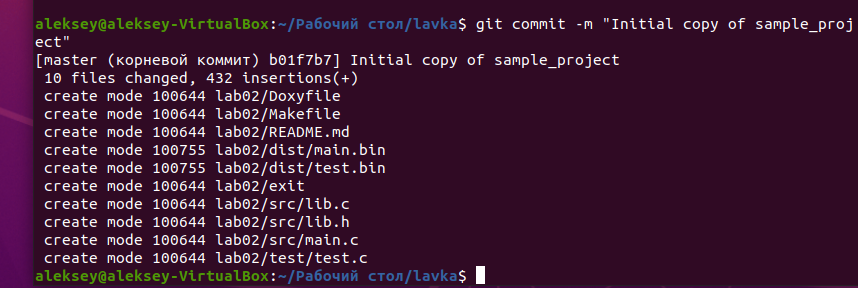 aleksey@aleksey-VirtualBox:~/Рабочий стол/lavka$ git commit -m "Initial copy of sample_proj
ect"
[master (корневой коммит) b01f7b7] Initial copy of sample_project
 10 files changed, 432 insertions(+)
 create mode 100644 lab02/Doxyfile
 create mode 100644 lab02/Makefile
 create mode 100644 lab02/README.md
 create mode 100755 lab02/dist/main.bin
 create mode 100755 lab02/dist/test.bin
 create mode 100644 lab02/exit
 create mode 100644 lab02/src/lib.c
 create mode 100644 lab02/src/lib.h
 create mode 100644 lab02/src/main.c
 create mode 100644 lab02/test/test.c
aleksey@aleksey-VirtualBox:~/Рабочий стол/lavka$